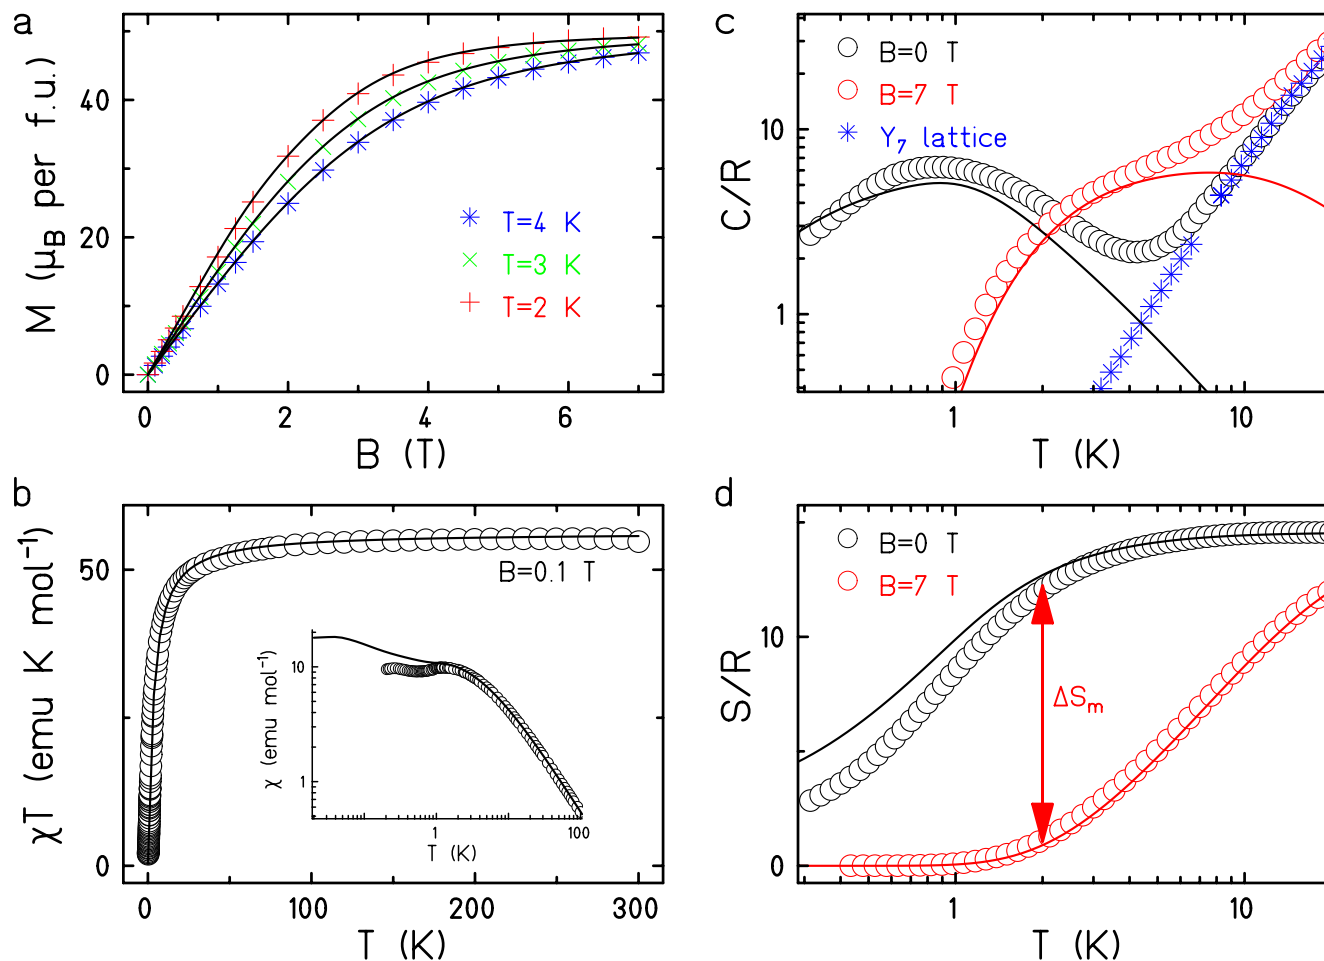 a
M (μB per f.u.)
40
20
0
T=4 K
T=3 K
T=2 K
0 2 4 6
B (T)
b
χT (emu K mol⁻¹)
50
0
B=0.1 T
χ (emu mol⁻¹)
10
1
1 100
T (K)
0 100 200 300
T (K)
c
C/R
10
1
B=0 T
B=7 T
Y₇ lattice
1 10
T (K)
d
S/R
10
0
B=0 T
B=7 T
ΔSm
1 10
T (K)